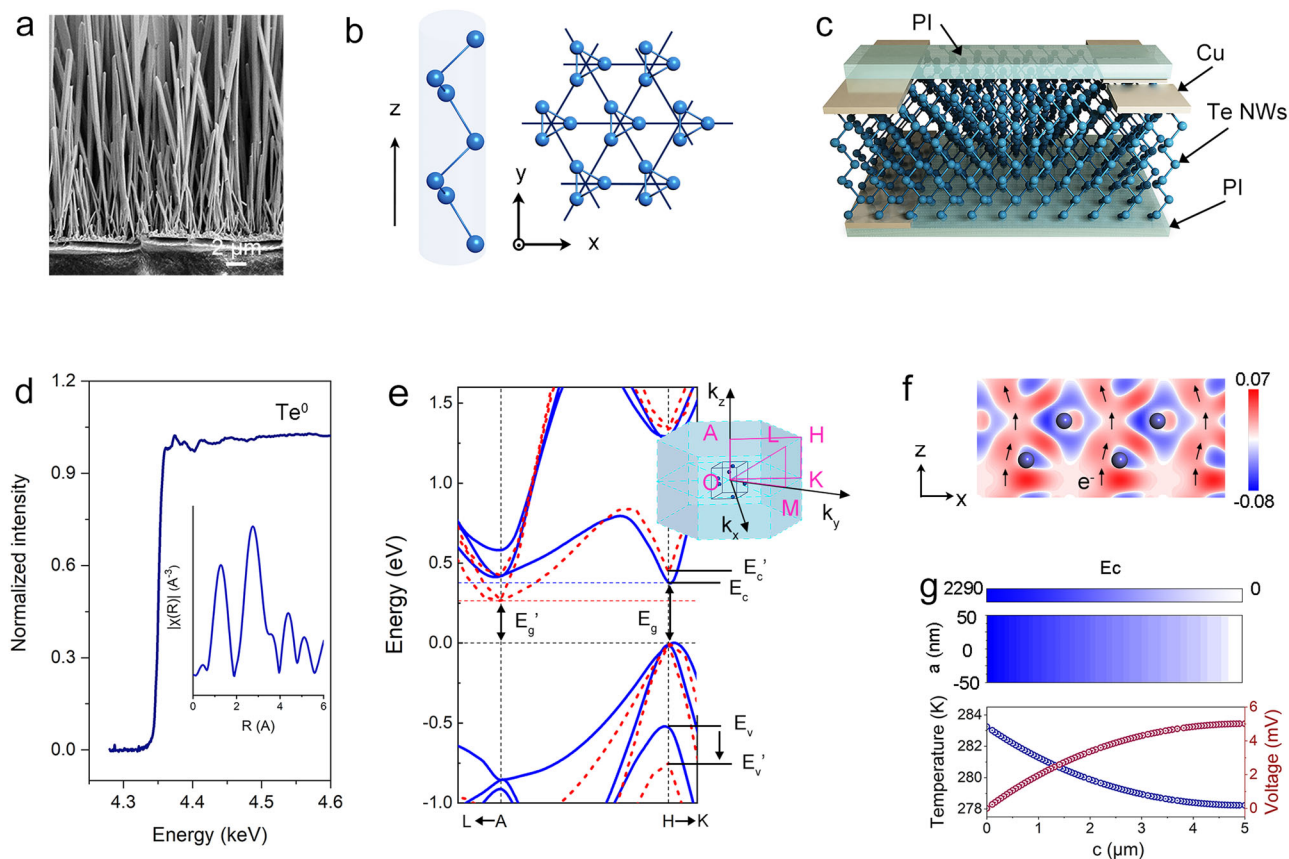 a
2 μm
b
z
y
x
c
PI
Cu
Te NWs
PI
d
Normalized intensity
1.2
0.9
0.6
0.3
0.0
Te⁰
|χ(R)| (A⁻³)
0 2 4 6
R (A)
4.3 4.4 4.5 4.6
Energy (keV)
e
Energy (eV)
1.5
1.0
0.5
0.0
-0.5
-1.0
E_g'
E_g
E_c'
E_c
E_v
E_v'
L ←A
H→K
k_z
A
L
H
O
K
M
k_x
k_y
f
z
x
e⁻
0.07
-0.08
g
Ec
2290
0
a (nm)
50
0
-50
Temperature (K)
284
282
280
278
Voltage (mV)
6
4
2
0
0 1 2 3 4 5
c (μm)